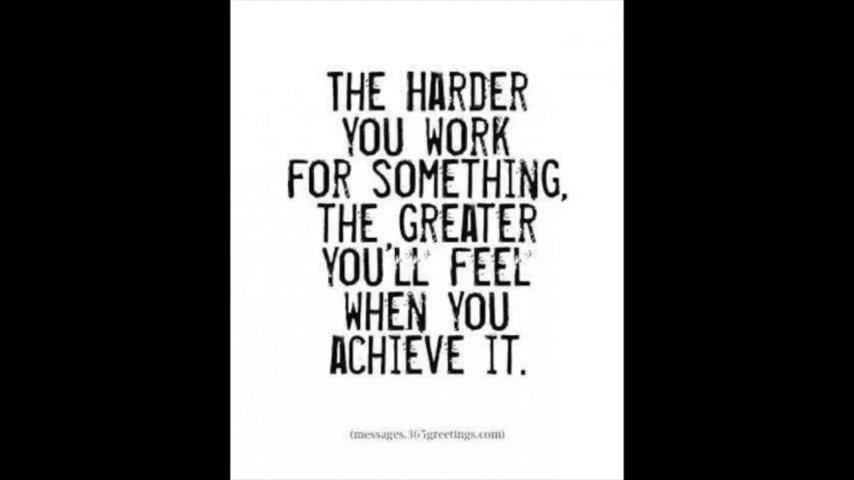 THE HARDER
YOU WORK
FOR SOMETHING,
THE GREATER
YOU'LL FEEL
WHEN YOU
ACHIEVE IT.
(messages.365greetings.com)